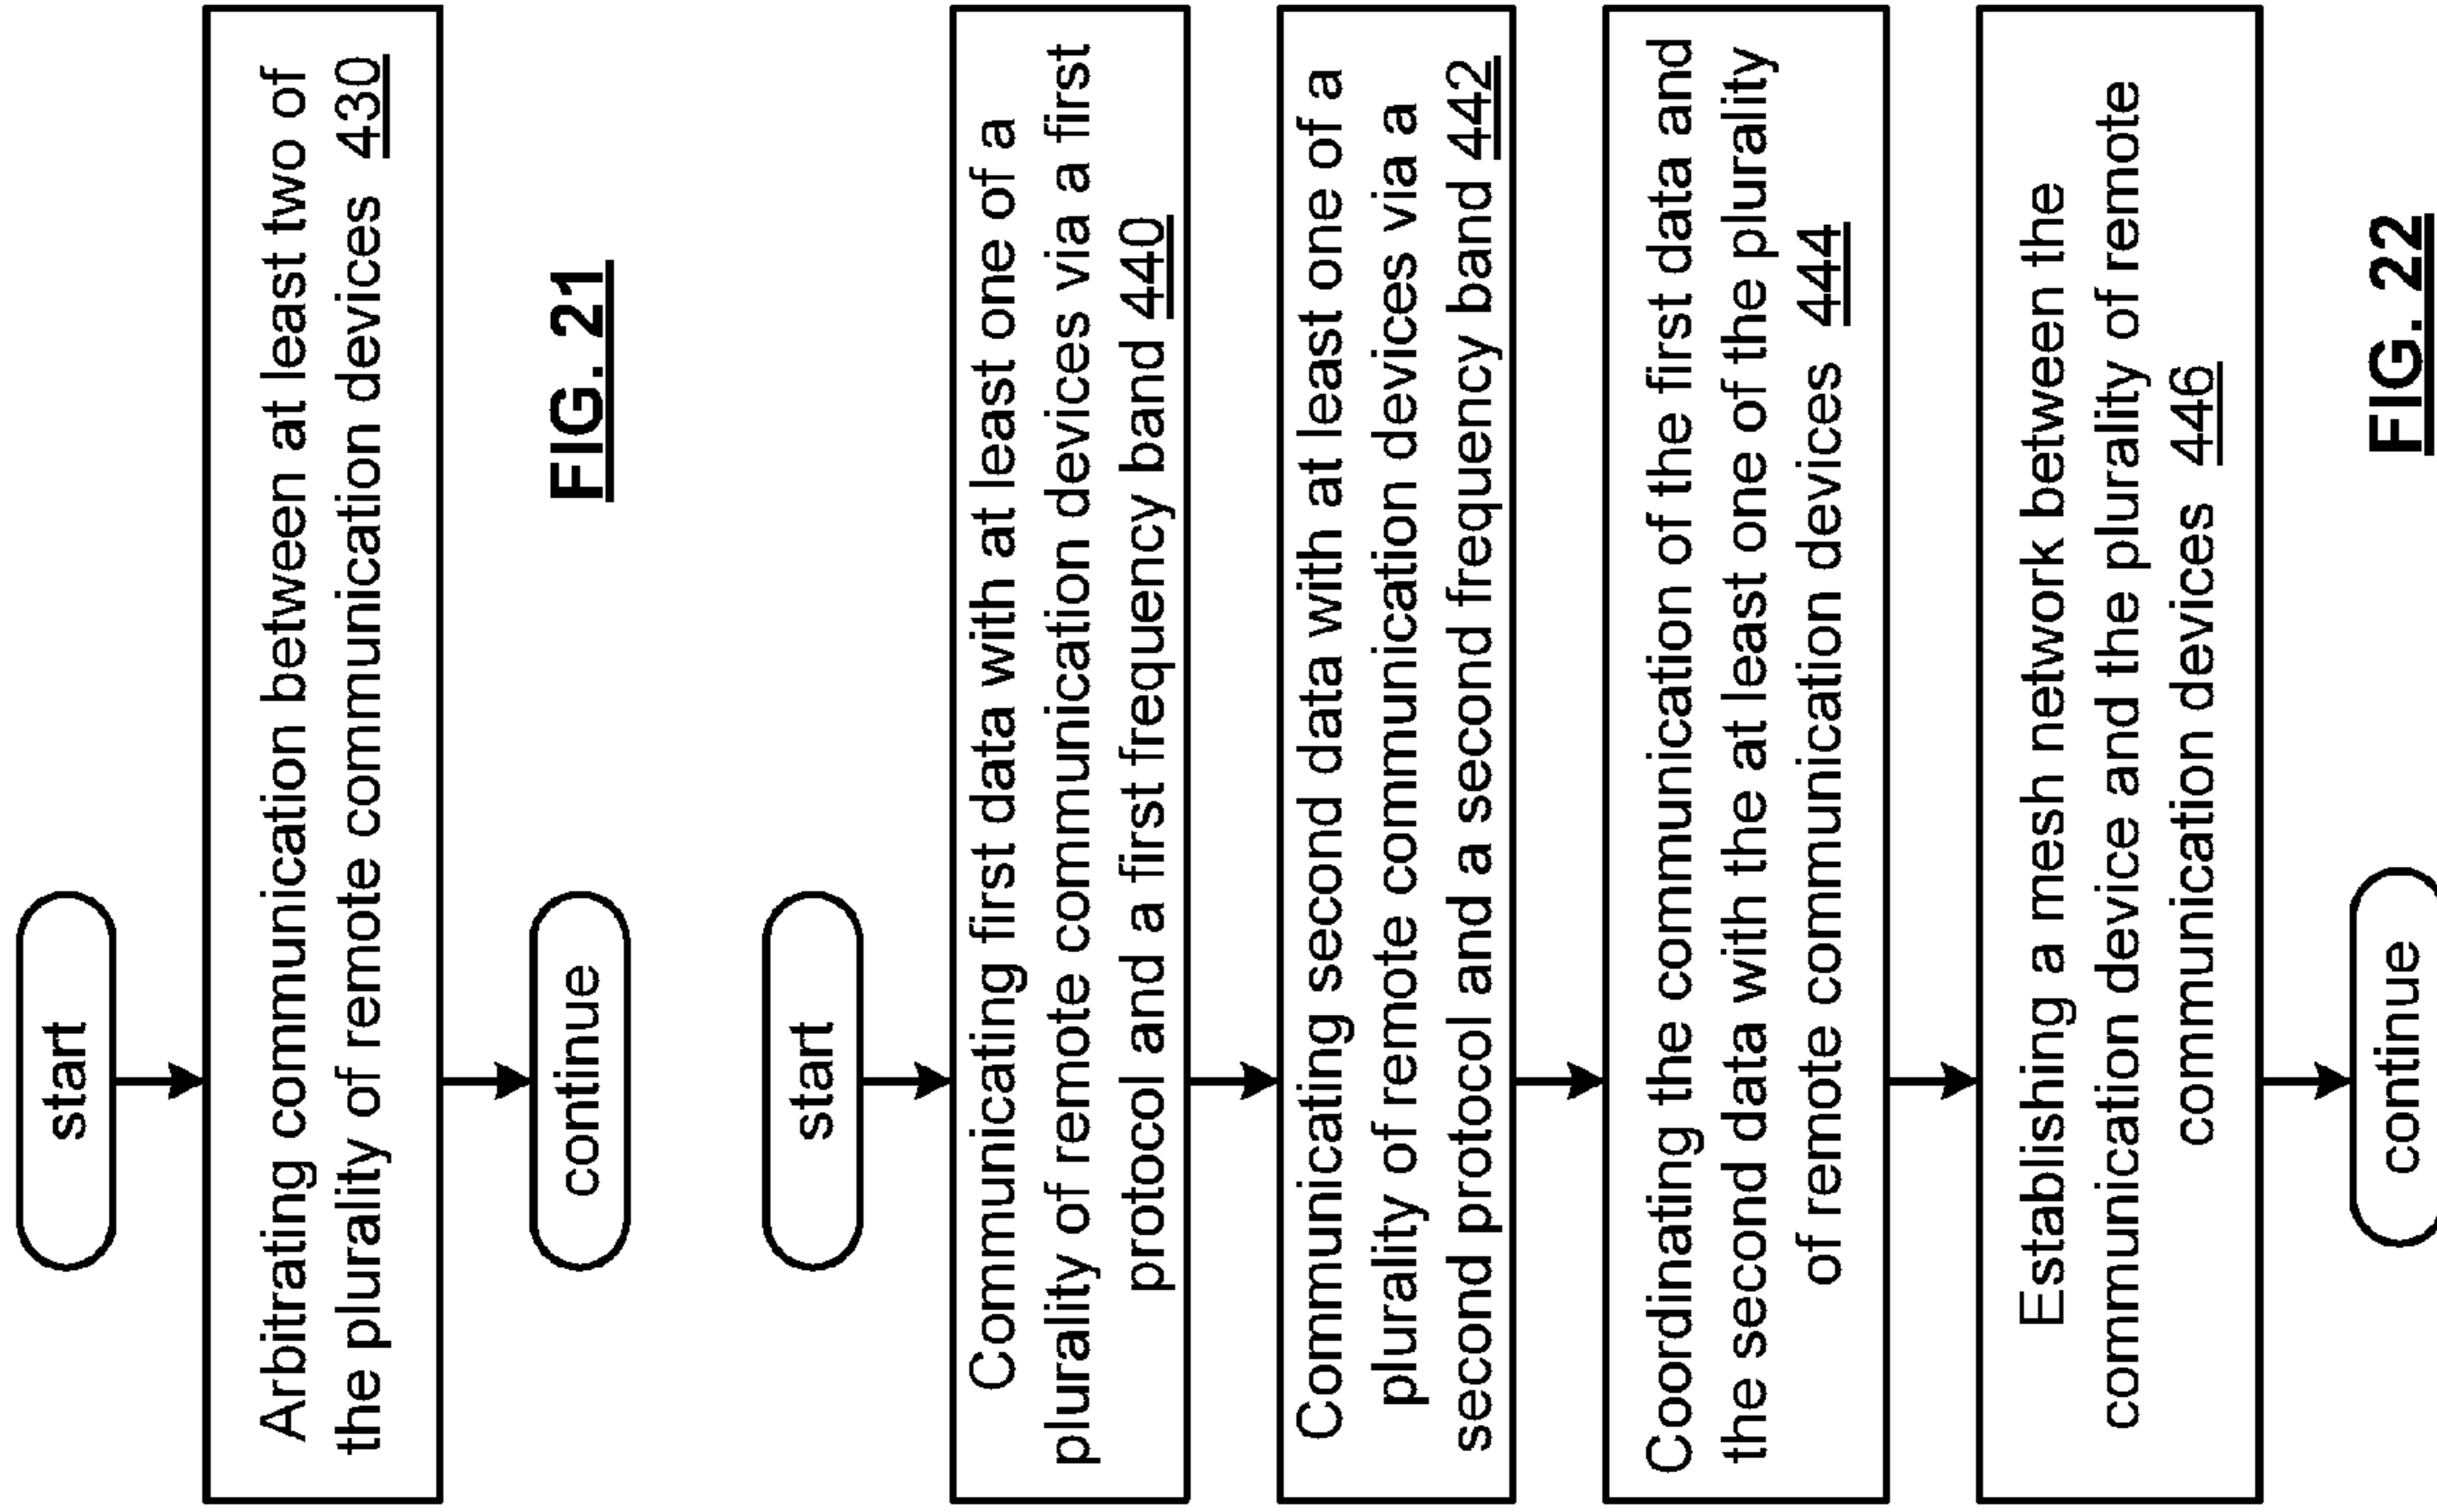 start
Arbitrating communication between at least two of
the plurality of remote communication devices 430
continue
FIG. 21
start
Communicating first data with at least one of a
plurality of remote communication devices via a first
protocol and a first frequency band 440
Communicating second data with at least one of a
plurality of remote communication devices via a
second protocol and a second frequency band 442
Coordinating the communication of the first data and
the second data with the at least one of the plurality
of remote communication devices 444
Establishing a mesh network between the
communication device and the plurality of remote
communication devices 446
continue
FIG. 22